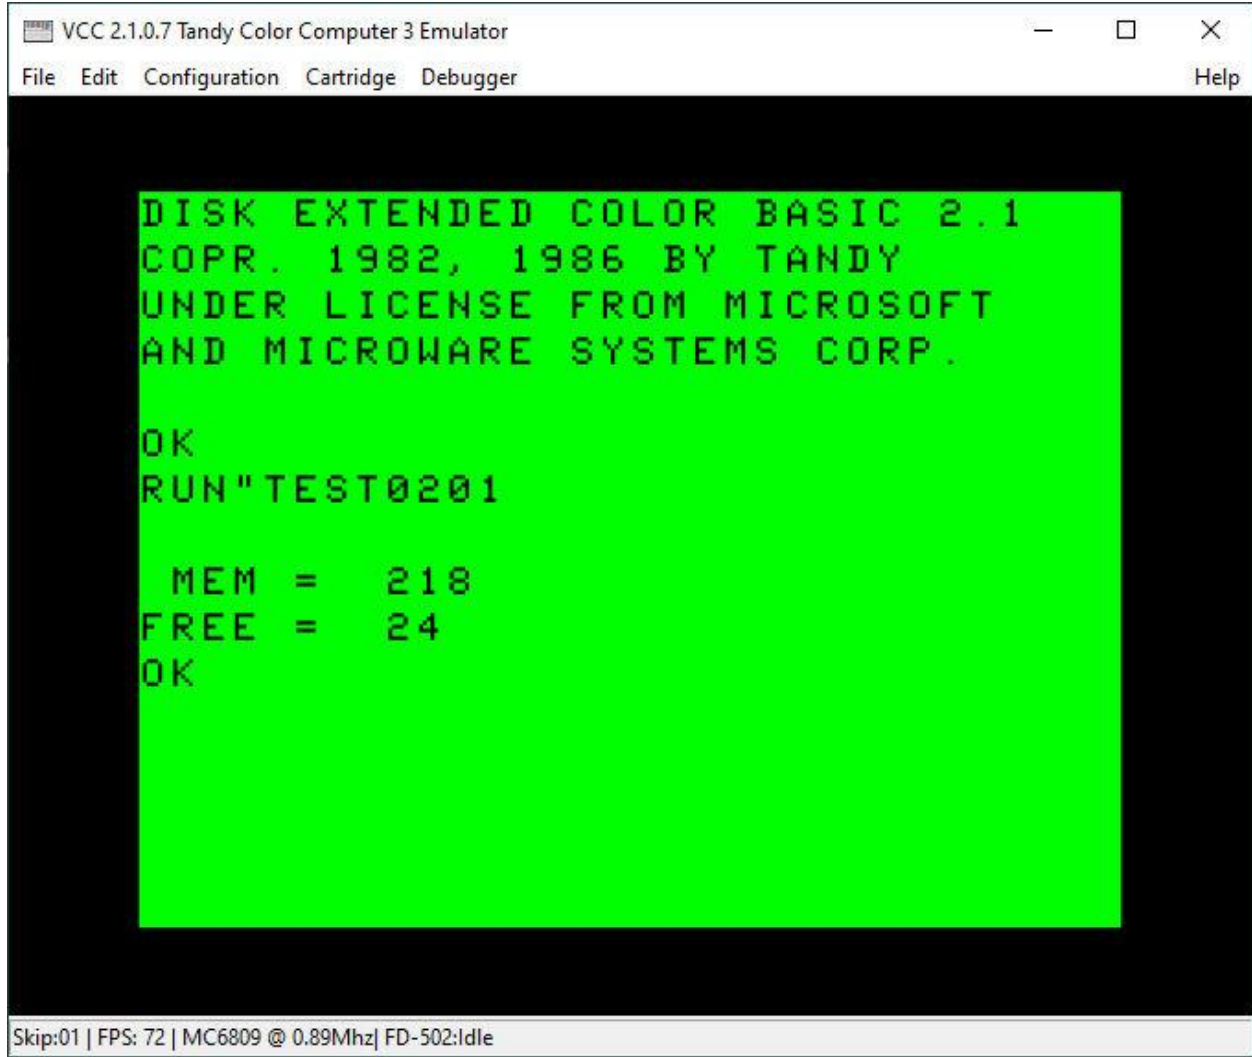 VCC 2.1.0.7 Tandy Color Computer 3 Emulator
File Edit Configuration Cartridge Debugger Help
DISK EXTENDED COLOR BASIC 2.1
COPR. 1982, 1986 BY TANDY
UNDER LICENSE FROM MICROSOFT
AND MICROWARE SYSTEMS CORP.
OK
RUN"TEST0201
MEM = 218
FREE = 24
OK
Skip:01 | FPS: 72 | MC6809 @ 0.89Mhz| FD-502:Idle